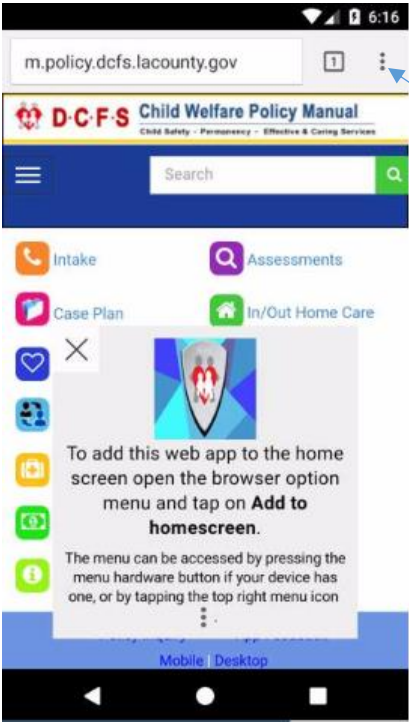 6:16
m.policy.dcfs.lacounty.gov
1
D·C·F·S Child Welfare Policy Manual
Child Safety - Permanency - Effective & Caring Services
Search
Intake
Assessments
Case Plan
In/Out Home Care
To add this web app to the home
screen open the browser option
menu and tap on Add to
homescreen.
The menu can be accessed by pressing the
menu hardware button if your device has
one, or by tapping the top right menu icon
.
Mobile | Desktop